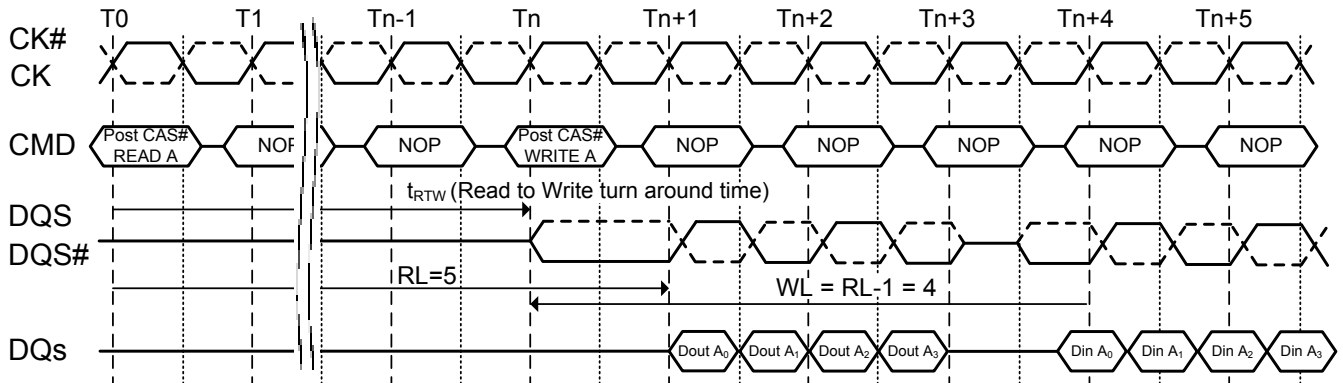 T0 T1 Tn-1 Tn Tn+1 Tn+2 Tn+3 Tn+4 Tn+5
CK#
CK
CMD
Post CAS#
READ A
NOP
NOP
Post CAS#
WRITE A
NOP
NOP
NOP
NOP
NOP
tRTW (Read to Write turn around time)
DQS
DQS#
RL=5
WL = RL-1 = 4
DQs
Dout A0 Dout A1 Dout A2 Dout A3 Din A0 Din A1 Din A2 Din A3